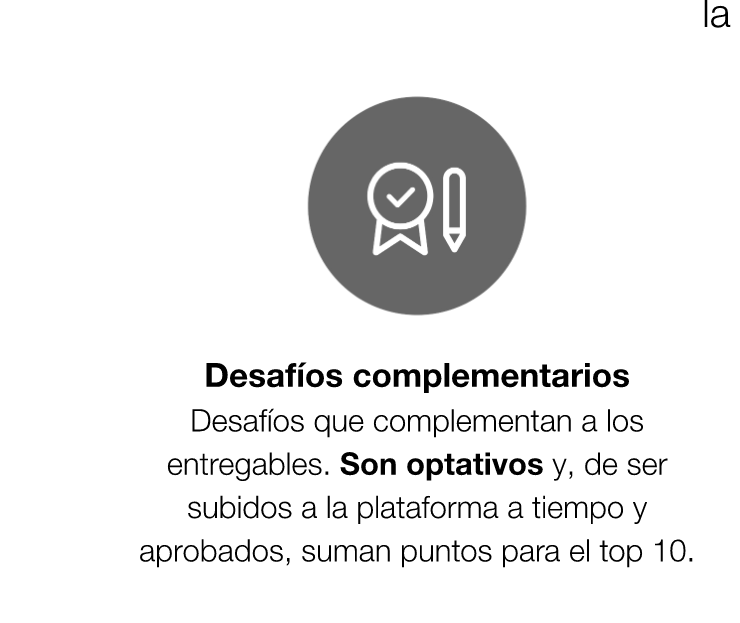 la
Desafíos complementarios
Desafíos que complementan a los
entregables. Son optativos y, de ser
subidos a la plataforma a tiempo y
aprobados, suman puntos para el top 10.